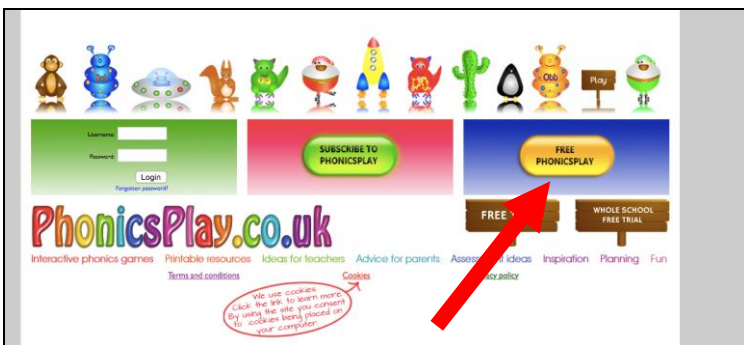 Play
Username
Password
Login
Forgotten password?
SUBSCRIBE TO
PHONICSPLAY
FREE
PHONICSPLAY
PhonicsPlay.co.uk
FREE
WHOLE SCHOOL
FREE TRIAL
Interactive phonics games Printable resources Ideas for teachers Advice for parents ideas Inspiration Planning Fun
Terms and conditions Cookies policy
We use cookies
Click the link to learn more
By using the site you consent
to cookies being placed on
your computer.